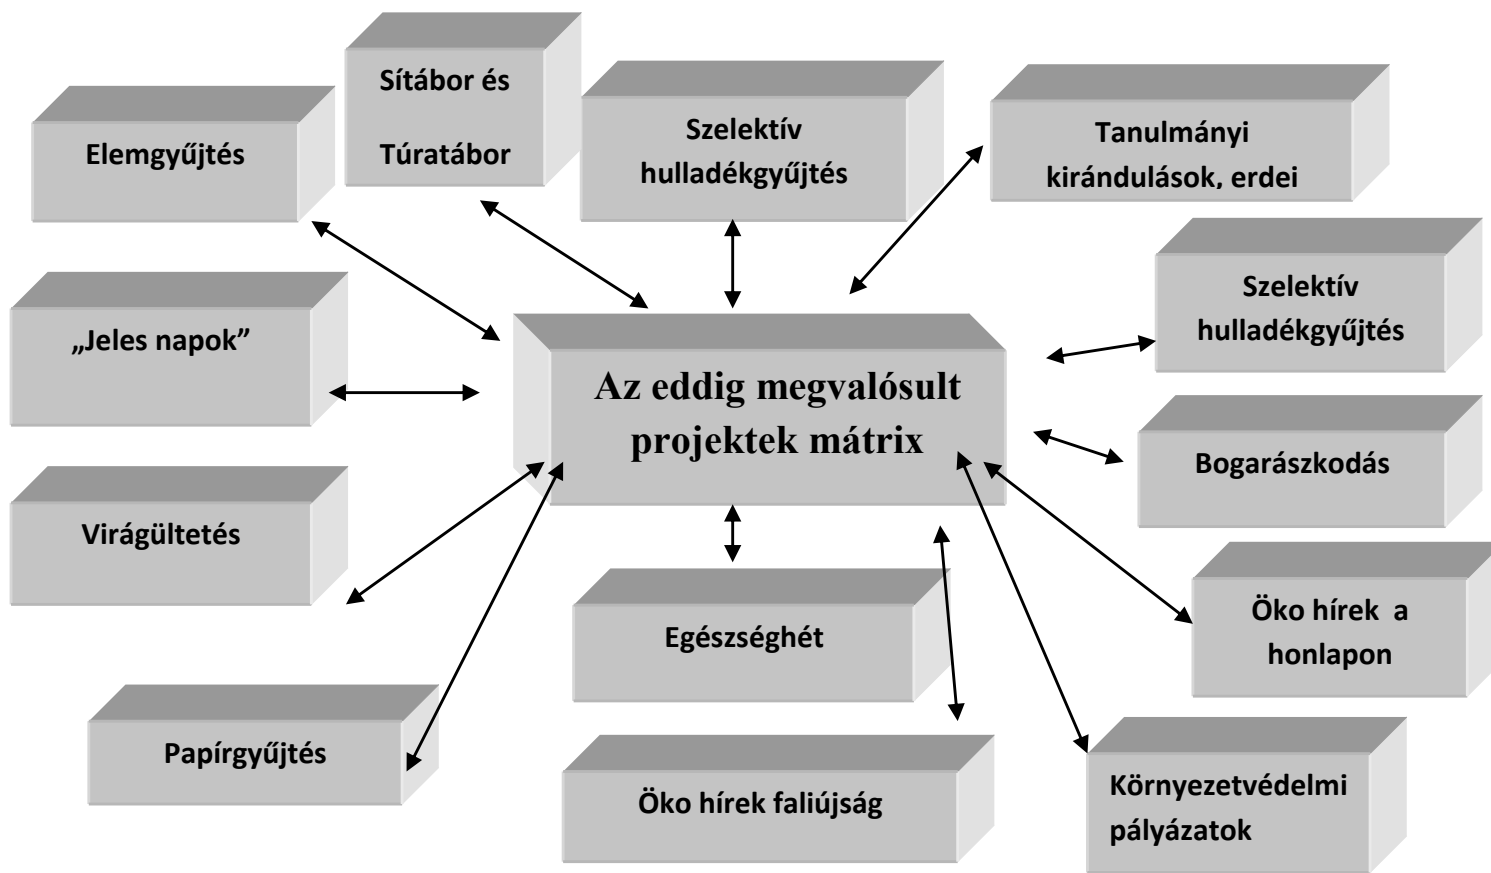 Sítábor és
Túratábor
Elemgyűjtés
Szelektív
hulladékgyűjtés
Tanulmányi
kirándulások, erdei
„Jeles napok”
Szelektív
hulladékgyűjtés
Az eddig megvalósult
projektek mátrix
Virágültetés
Bogarászkodás
Egészséghét
Öko hírek a
honlapon
Papírgyűjtés
Öko hírek faliújság
Környezetvédelmi
pályázatok